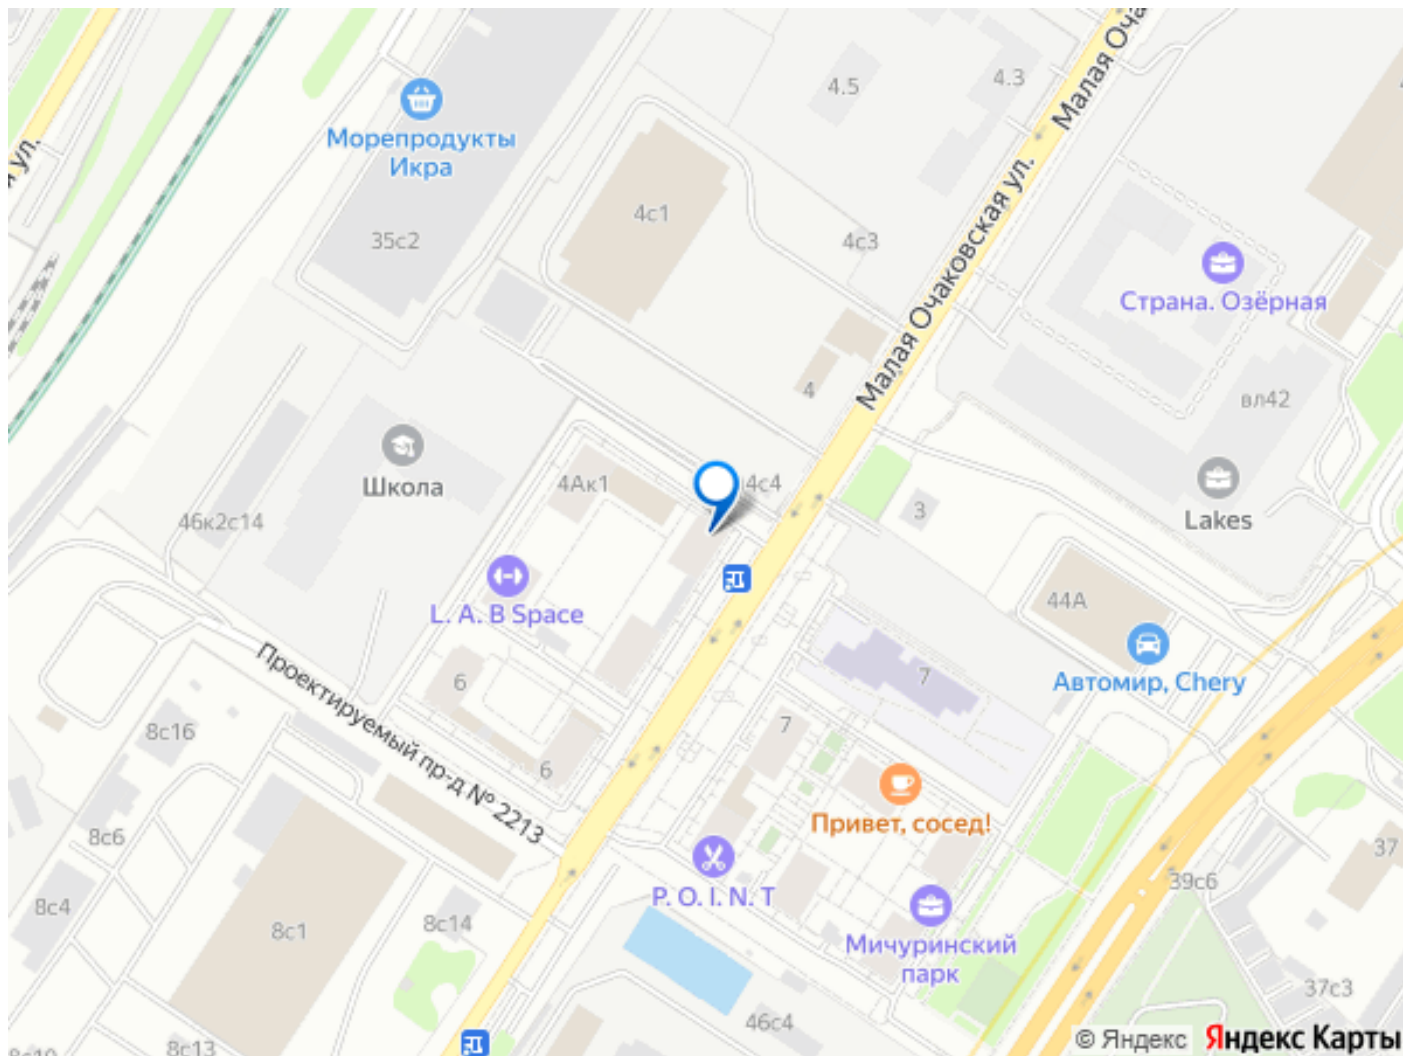 Малая Оча
4.5
4.3
Морепродукты
Икра
я ул.
4с1
35с2
4с3
Малая Очаковская ул.
Страна. Озёрная
4
вл42
Школа
4Ак1
4с4
Lakes
46к2с14
3
L. A. B Space
44А
Автомир, Chery
Проектируемый пр-д № 2213
6
7
8с16
7
6
Привет, сосед!
8с6
37
P. O. I. N. T
39с6
8с4
8с1
8с14
Мичуринский
парк
37с3
46с4
8с13
8с10
© Яндекс
Яндекс Карты